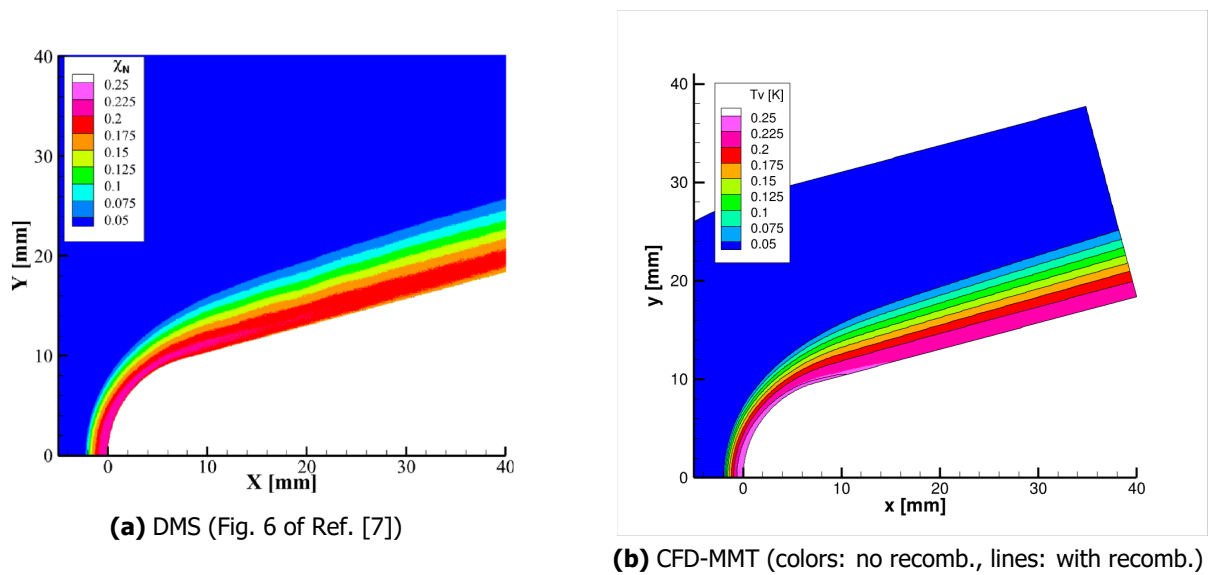 40
30
20
10
0
Y [mm]
χN
0.25
0.225
0.2
0.175
0.15
0.125
0.1
0.075
0.05
0 10 20 30 40
X [mm]
(a) DMS (Fig. 6 of Ref. [7])
40
30
20
10
0
y [mm]
Tv [K]
0.25
0.225
0.2
0.175
0.15
0.125
0.1
0.075
0.05
0 10 20 30 40
x [mm]
(b) CFD-MMT (colors: no recomb., lines: with recomb.)